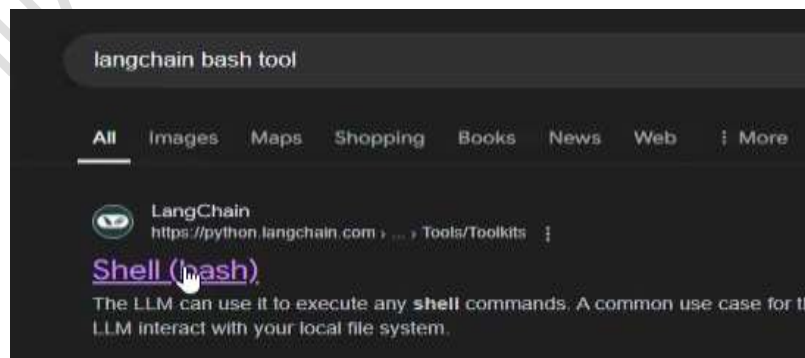 langchain bash tool
All Images Maps Shopping Books News Web ⋮ More
LangChain
https://python.langchain.com › ... › Tools/Toolkits ⋮
Shell (bash)
The LLM can use it to execute any shell commands. A common use case for
LLM interact with your local file system.